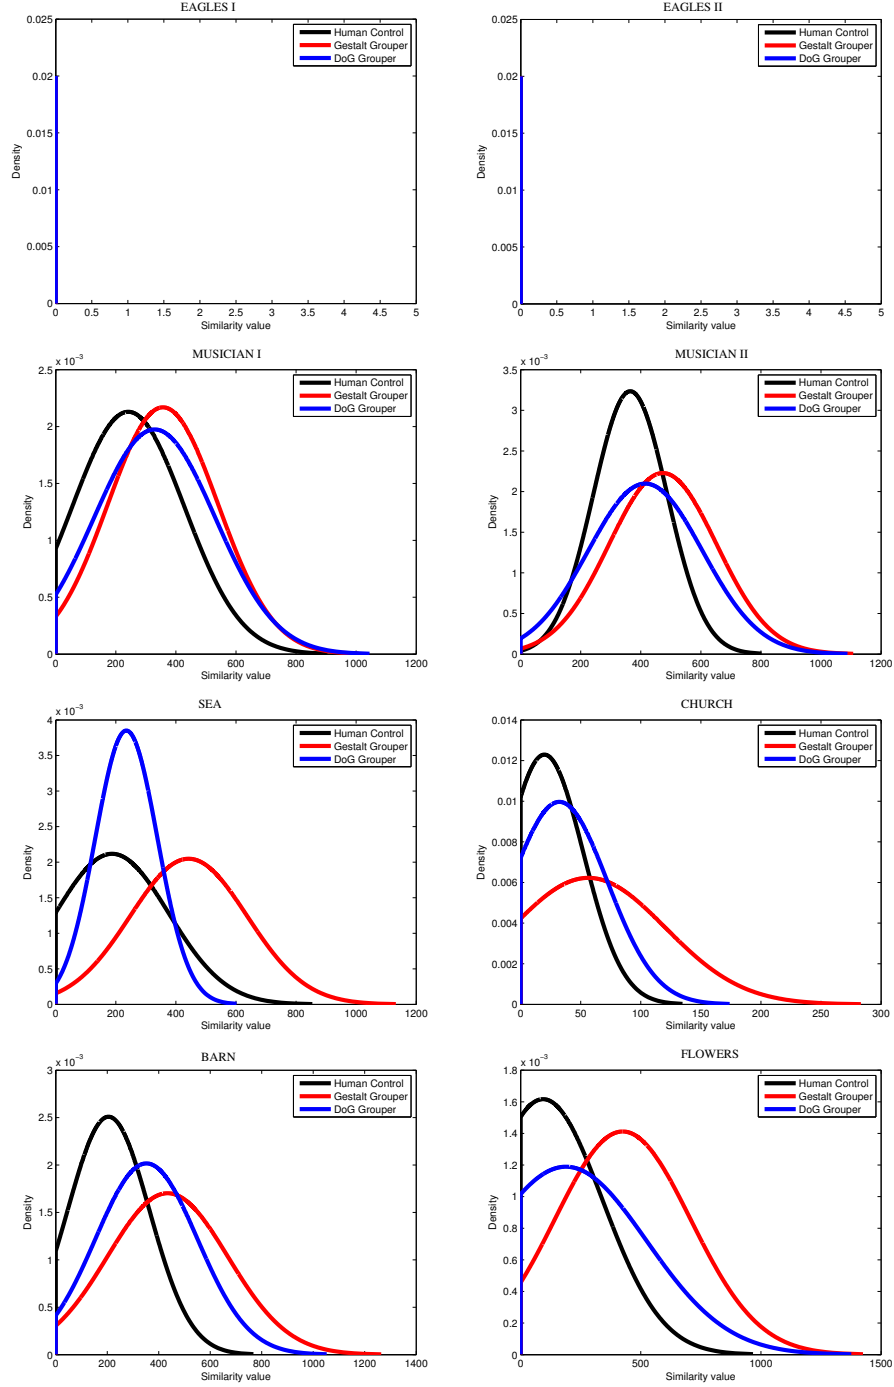 EAGLES I
0.025
0.02
0.015
0.01
0.005
0
Density
Human Control
Gestalt Grouper
DoG Grouper
0 0.5 1 1.5 2 2.5 3 3.5 4 4.5 5
Similarity value
EAGLES II
0.025
0.02
0.015
0.01
0.005
0
Density
Human Control
Gestalt Grouper
DoG Grouper
0 0.5 1 1.5 2 2.5 3 3.5 4 4.5 5
Similarity value
MUSICIAN I
x 10⁻³
2.5
2
1.5
1
0.5
0
Density
Human Control
Gestalt Grouper
DoG Grouper
0 200 400 600 800 1000 1200
Similarity value
MUSICIAN II
x 10⁻³
3.5
3
2.5
2
1.5
1
0.5
0
Density
Human Control
Gestalt Grouper
DoG Grouper
0 200 400 600 800 1000 1200
Similarity value
SEA
x 10⁻³
4
3.5
3
2.5
2
1.5
1
0.5
0
Density
Human Control
Gestalt Grouper
DoG Grouper
0 200 400 600 800 1000 1200
Similarity value
CHURCH
0.014
0.012
0.01
0.008
0.006
0.004
0.002
0
Density
Human Control
Gestalt Grouper
DoG Grouper
0 50 100 150 200 250 300
Similarity value
BARN
x 10⁻³
3
2.5
2
1.5
1
0.5
0
Density
Human Control
Gestalt Grouper
DoG Grouper
0 200 400 600 800 1000 1200 1400
Similarity value
FLOWERS
x 10⁻³
1.8
1.6
1.4
1.2
1
0.8
0.6
0.4
0.2
0
Density
Human Control
Gestalt Grouper
DoG Grouper
0 500 1000 1500
Similarity value